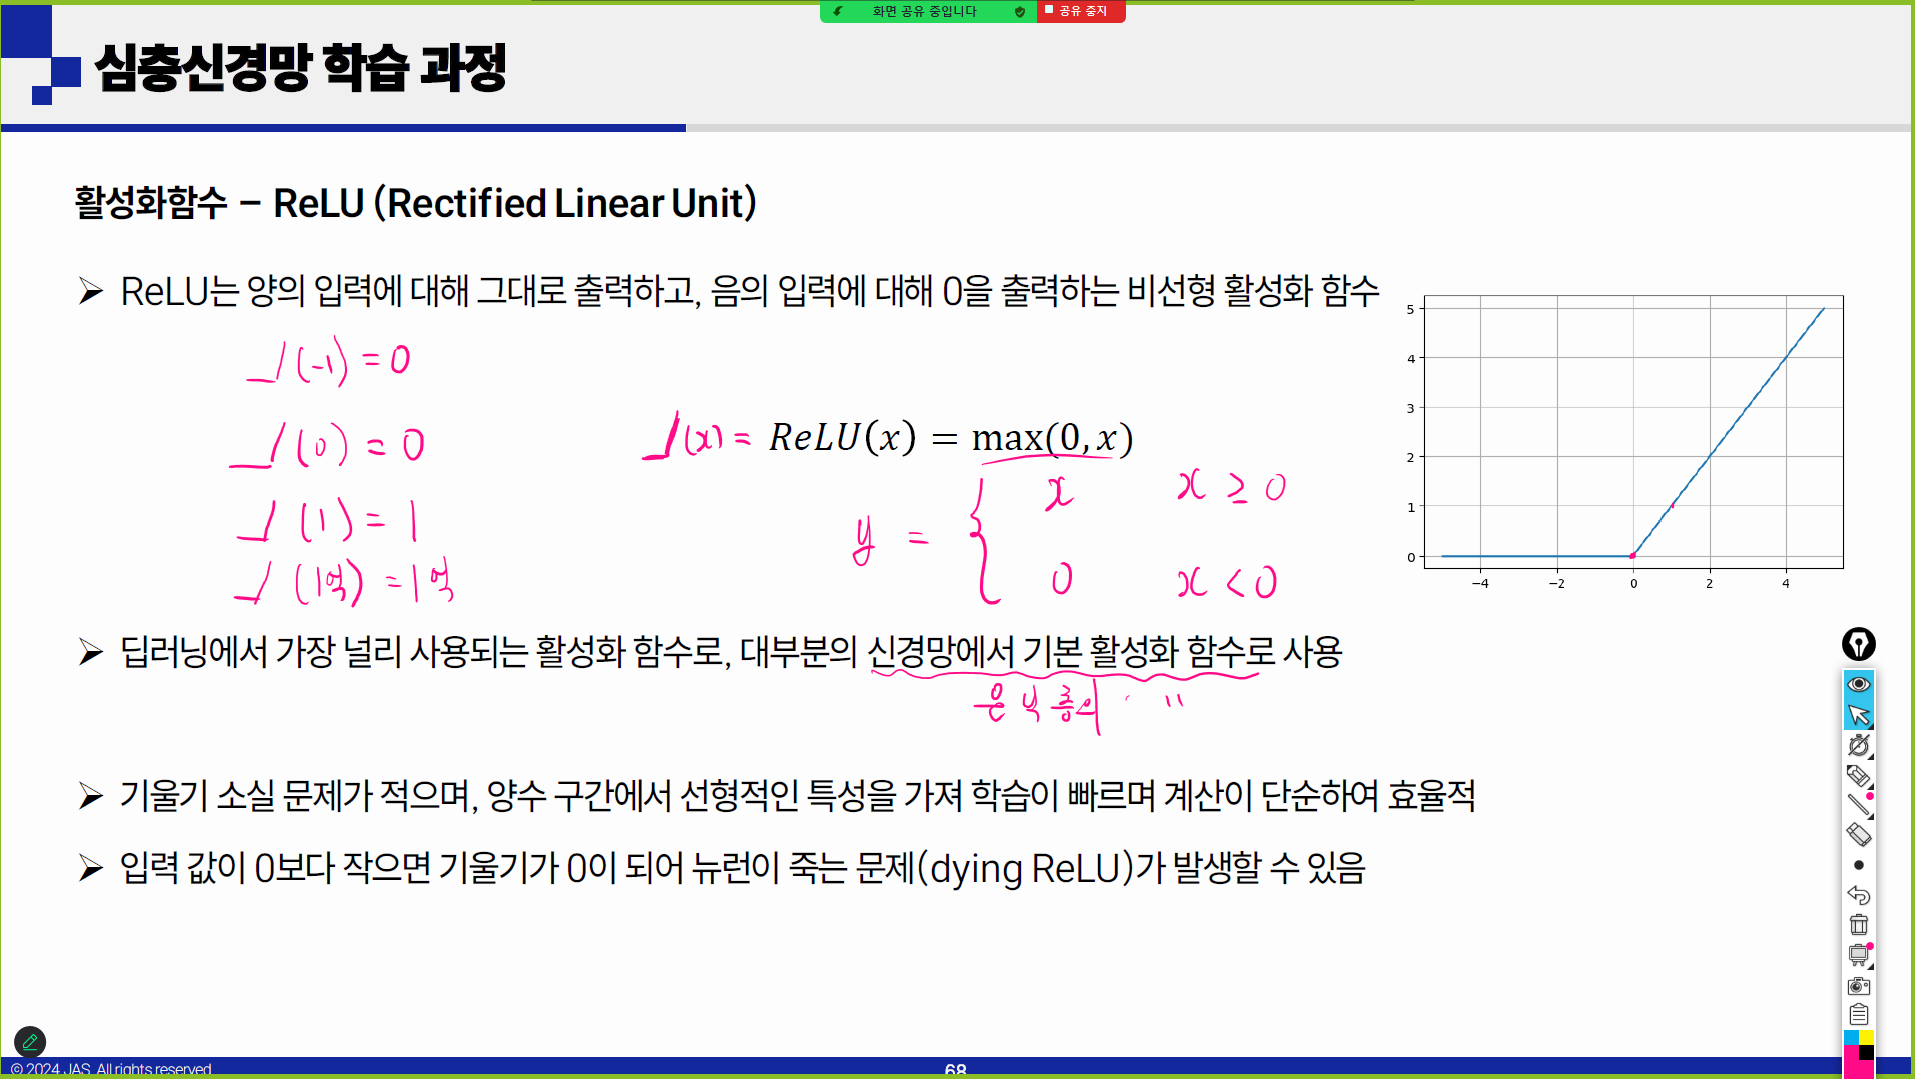 화면 공유 중입니다 공유 중지
심층신경망 학습 과정
활성화함수 – ReLU (Rectified Linear Unit)
➢ ReLU는 양의 입력에 대해 그대로 출력하고, 음의 입력에 대해 0을 출력하는 비선형 활성화 함수
(-1) = 0
(0) = 0
(1) = 1
(1억) = 1억
(x) = ReLU(x) = max(0, x)
y = { x x ≥ 0
0 x < 0
5
4
3
2
1
0
−4 −2 0 2 4
➢ 딥러닝에서 가장 널리 사용되는 활성화 함수로, 대부분의 신경망에서 기본 활성화 함수로 사용
은닉층의
➢ 기울기 소실 문제가 적으며, 양수 구간에서 선형적인 특성을 가져 학습이 빠르며 계산이 단순하여 효율적
➢ 입력 값이 0보다 작으면 기울기가 0이 되어 뉴런이 죽는 문제(dying ReLU)가 발생할 수 있음
© 2024 JAS. All rights reserved
68